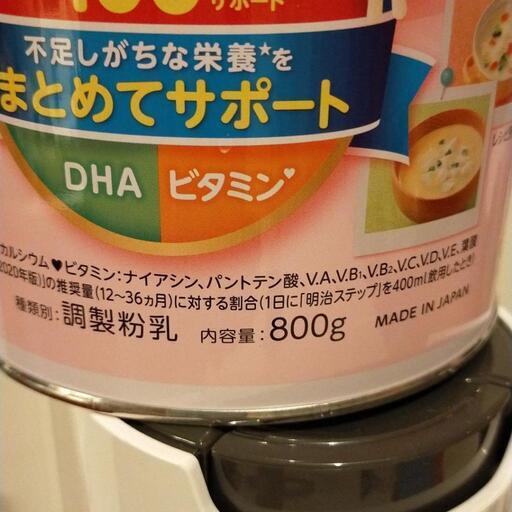 サポート
不足しがちな栄養★を
まとめてサポート
DHA ビタミン♥
カルシウム♥ビタミン:ナイアシン、パントテン酸、V.A、V.B1、V.B2、V.C、V.D、V.E、葉酸
2020年版)」の推奨量(12〜36ヵ月)に対する割合(1日に「明治ステップ」を400ml飲用したとき)
種類別:調製粉乳 内容量:800g MADE IN JAPAN